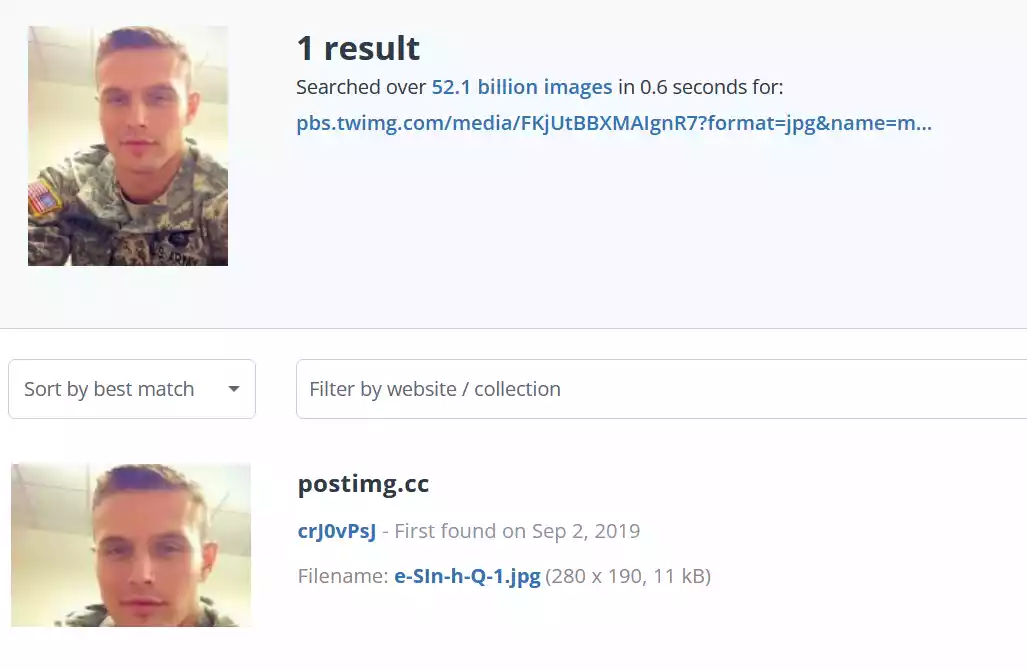 1 result
Searched over 52.1 billion images in 0.6 seconds for:
pbs.twimg.com/media/FKjUtBBXMAIgnR7?format=jpg&name=m...
U.S. ARMY
Sort by best match
Filter by website / collection
postimg.cc
crJ0vPsJ - First found on Sep 2, 2019
Filename: e-SIn-h-Q-1.jpg (280 x 190, 11 kB)